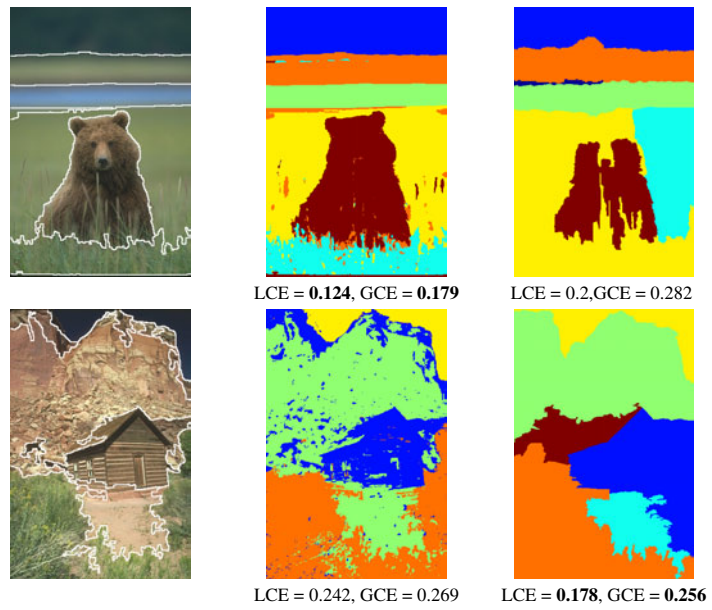 LCE = 0.124, GCE = 0.179
LCE = 0.2,GCE = 0.282
LCE = 0.242, GCE = 0.269
LCE = 0.178, GCE = 0.256